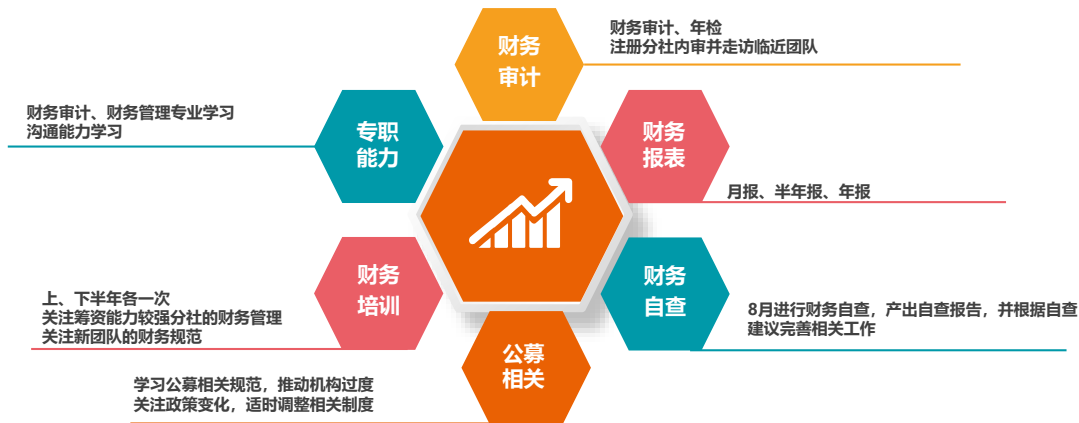 财务
审计
财务审计、年检
注册分社内审并走访临近团队
财务
报表
月报、半年报、年报
财务
自查
8月进行财务自查，产出自查报告，并根据自查
建议完善相关工作
公募
相关
学习公募相关规范，推动机构过度
关注政策变化，适时调整相关制度
财务
培训
上、下半年各一次
关注筹资能力较强分社的财务管理
关注新团队的财务规范
专职
能力
财务审计、财务管理专业学习
沟通能力学习